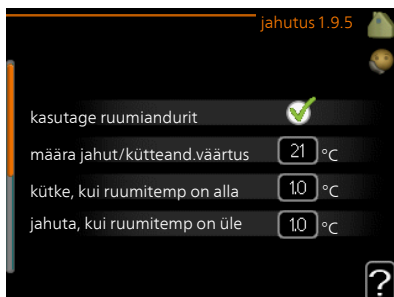 jahutus 1.9.5
kasutage ruumiandurit
määra jahut/kütteand.väärtus 21 °C
kütke, kui ruumitemp on alla 1.0 °C
jahuta, kui ruumitemp on üle 1.0 °C
?